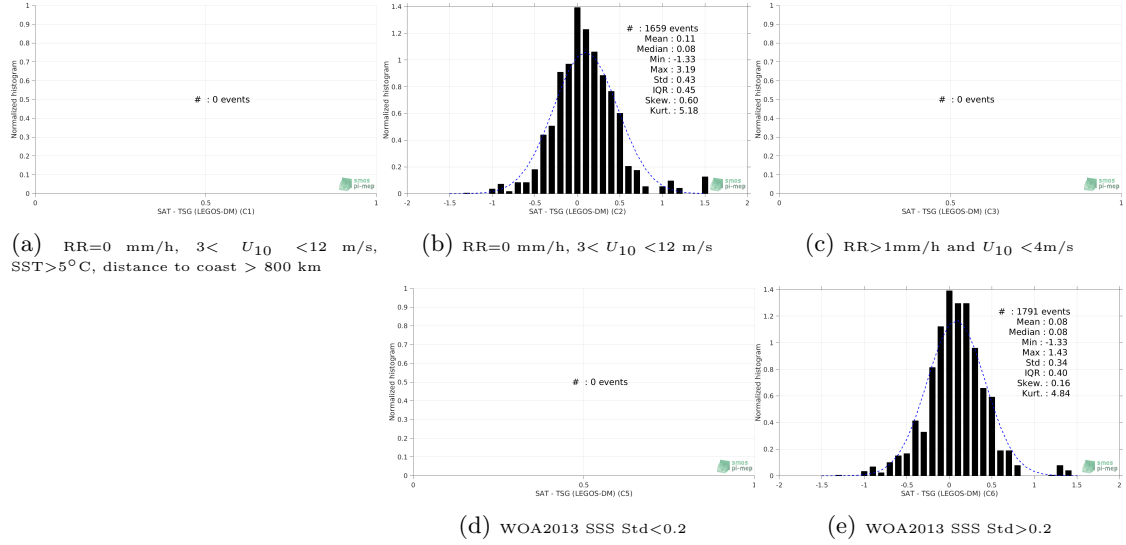 1
0.9
0.8
0.7
0.6
0.5
0.4
0.3
0.2
0.1
0
Normalized histogram
# : 0 events
0 0.5 1
SAT - TSG (LEGOS-DM) (C1)
smos
pi-mep
(a) RR=0 mm/h, 3< U10 <12 m/s,
SST>5°C, distance to coast > 800 km
1.4
1.2
1
0.8
0.6
0.4
0.2
0
Normalized histogram
# : 1659 events
Mean : 0.11
Median : 0.08
Min : -1.33
Max : 3.19
Std : 0.43
IQR : 0.45
Skew. : 0.60
Kurt. : 5.18
-2 -1.5 -1 -0.5 0 0.5 1 1.5 2
SAT - TSG (LEGOS-DM) (C2)
smos
pi-mep
(b) RR=0 mm/h, 3< U10 <12 m/s
1
0.9
0.8
0.7
0.6
0.5
0.4
0.3
0.2
0.1
0
Normalized histogram
# : 0 events
0 0.5 1
SAT - TSG (LEGOS-DM) (C3)
smos
pi-mep
(c) RR>1mm/h and U10 <4m/s
1
0.9
0.8
0.7
0.6
0.5
0.4
0.3
0.2
0.1
0
Normalized histogram
# : 0 events
0 0.5 1
SAT - TSG (LEGOS-DM) (C5)
smos
pi-mep
(d) WOA2013 SSS Std<0.2
1.4
1.2
1
0.8
0.6
0.4
0.2
0
Normalized histogram
# : 1791 events
Mean : 0.08
Median : 0.08
Min : -1.33
Max : 1.43
Std : 0.34
IQR : 0.40
Skew. : 0.16
Kurt. : 4.84
-2 -1.5 -1 -0.5 0 0.5 1 1.5 2
SAT - TSG (LEGOS-DM) (C6)
smos
pi-mep
(e) WOA2013 SSS Std>0.2